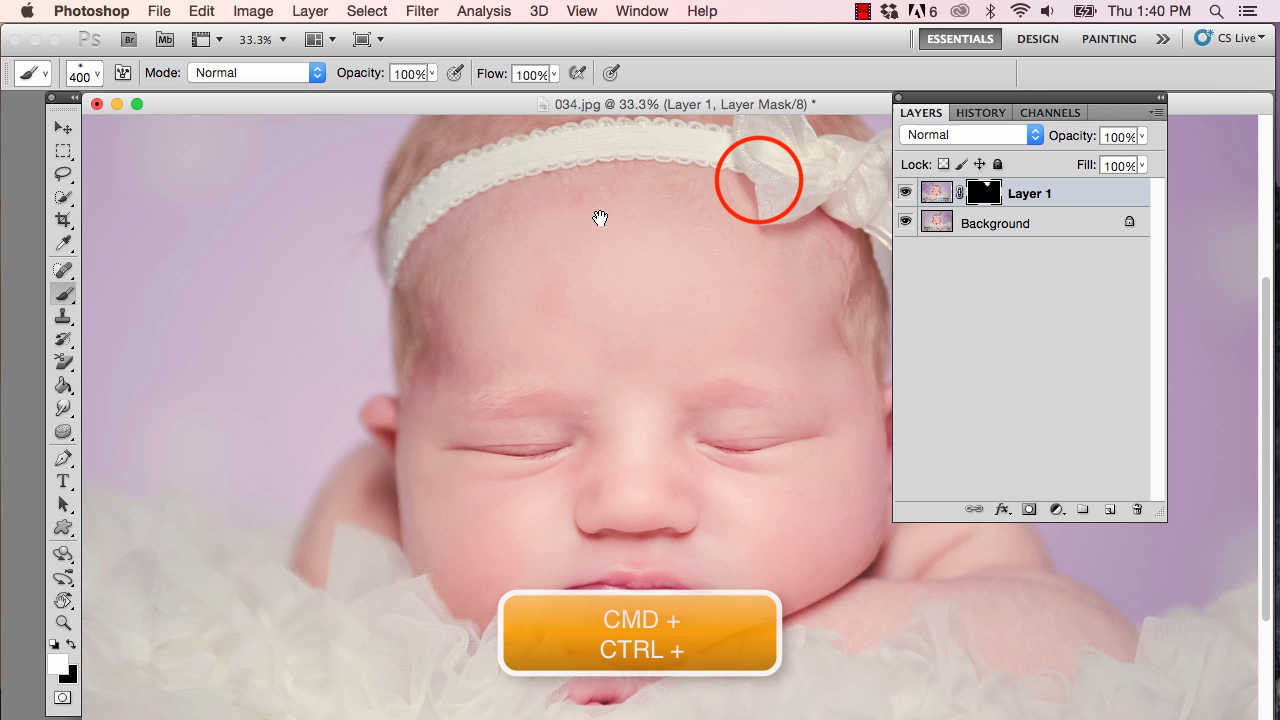 Photoshop File Edit Image Layer Select Filter Analysis 3D View Window Help 6 Thu 1:40 PM
Ps Br Mb 33.3% ESSENTIALS DESIGN PAINTING CS Live
400 Mode: Normal Opacity: 100% Flow: 100%
034.jpg @ 33.3% (Layer 1, Layer Mask/8) *
LAYERS HISTORY CHANNELS
Normal Opacity: 100%
Lock: Fill: 100%
Layer 1
Background
fx
T
CMD +
CTRL +